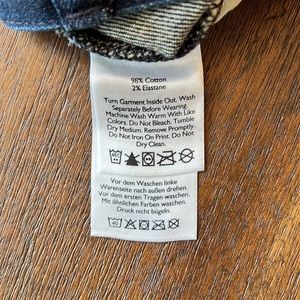 98% Cotton
2% Elastane
Turn Garment Inside Out. Wash
Separately Before Wearing.
Machine Wash Warm With Like
Colors. Do Not Bleach. Tumble
Dry Medium. Remove Promptly.
Do Not Iron On Print. Do Not
Dry Clean.
Vor dem Waschen linke
Warenseite nach außen drehen.
Vor dem ersten Tragen waschen.
Mit ähnlichen Farben waschen.
Druck nicht bügeln.
40